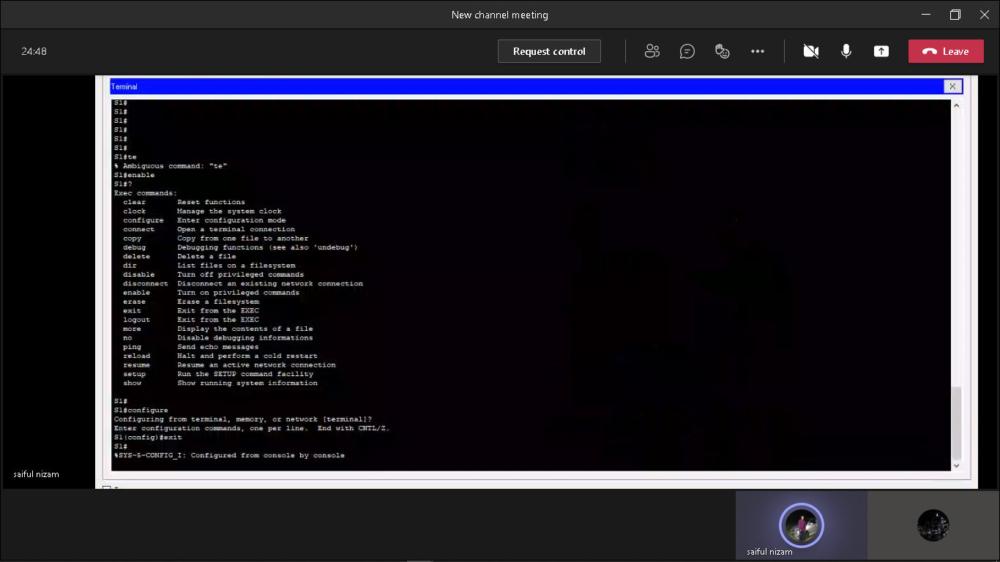 New channel meeting
24:48
Request control
Leave
Terminal
S1#
S1#
S1#
S1#
S1#
S1#
S1#te
% Ambiguous command: "te"
S1#enable
S1#?
Exec commands:
clear Reset functions
clock Manage the system clock
configure Enter configuration mode
connect Open a terminal connection
copy Copy from one file to another
debug Debugging functions (see also 'undebug')
delete Delete a file
dir List files on a filesystem
disable Turn off privileged commands
disconnect Disconnect an existing network connection
enable Turn on privileged commands
erase Erase a filesystem
exit Exit from the EXEC
logout Exit from the EXEC
more Display the contents of a file
no Disable debugging informations
ping Send echo messages
reload Halt and perform a cold restart
resume Resume an active network connection
setup Run the SETUP command facility
show Show running system information
S1#
S1#configure
Configuring from terminal, memory, or network [terminal]?
Enter configuration commands, one per line. End with CNTL/Z.
S1(config)#exit
S1#
%SYS-5-CONFIG_I: Configured from console by console
saiful nizam
saiful nizam